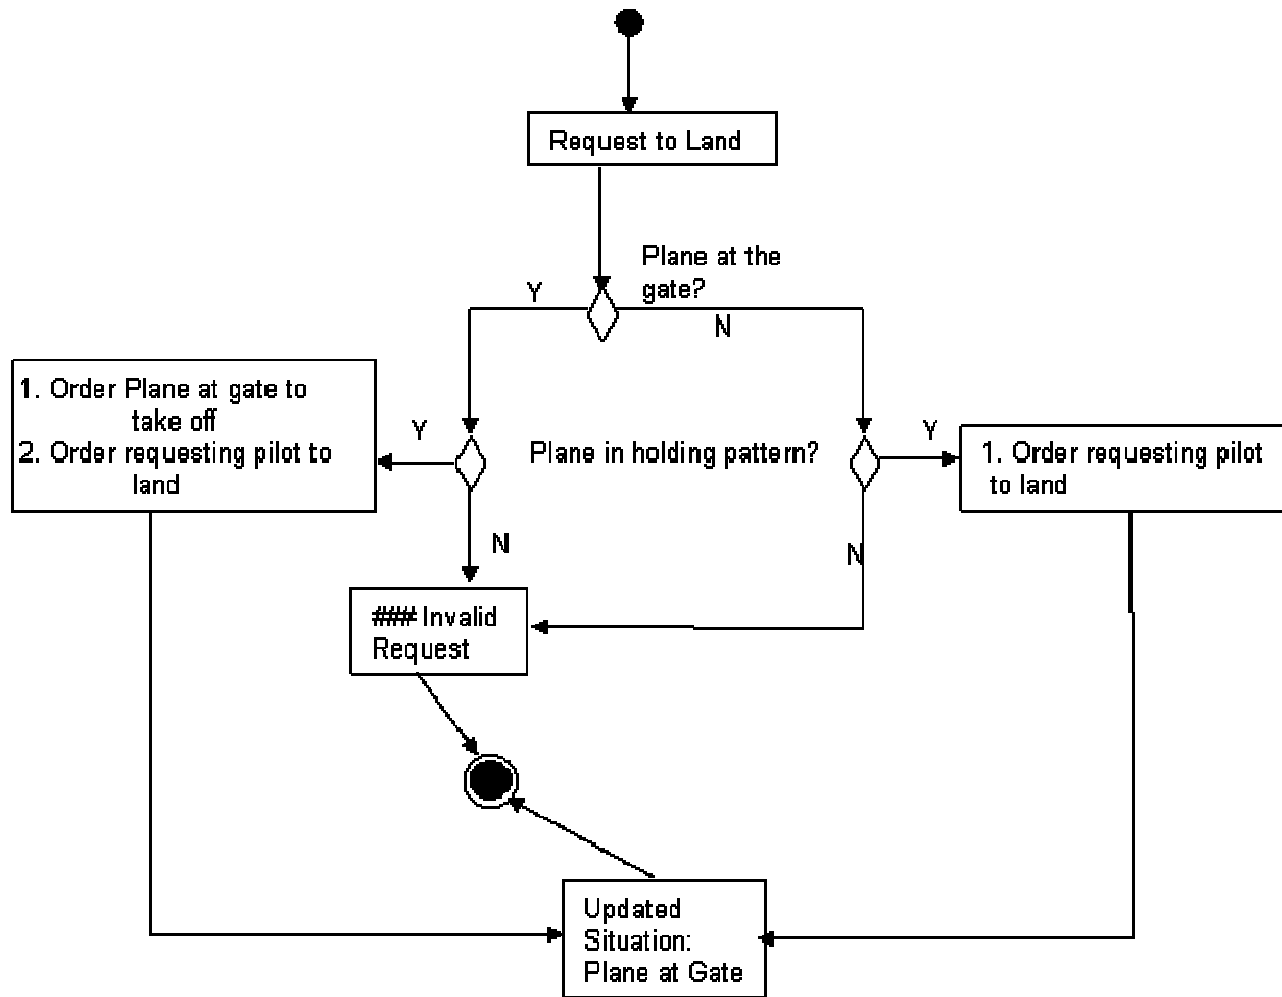 Request to Land
Plane at the
gate?
Y
N
1. Order Plane at gate to
take off
2. Order requesting pilot to
land
Y
Plane in holding pattern?
Y
1. Order requesting pilot
to land
N
N
### Invalid
Request
Updated
Situation:
Plane at Gate